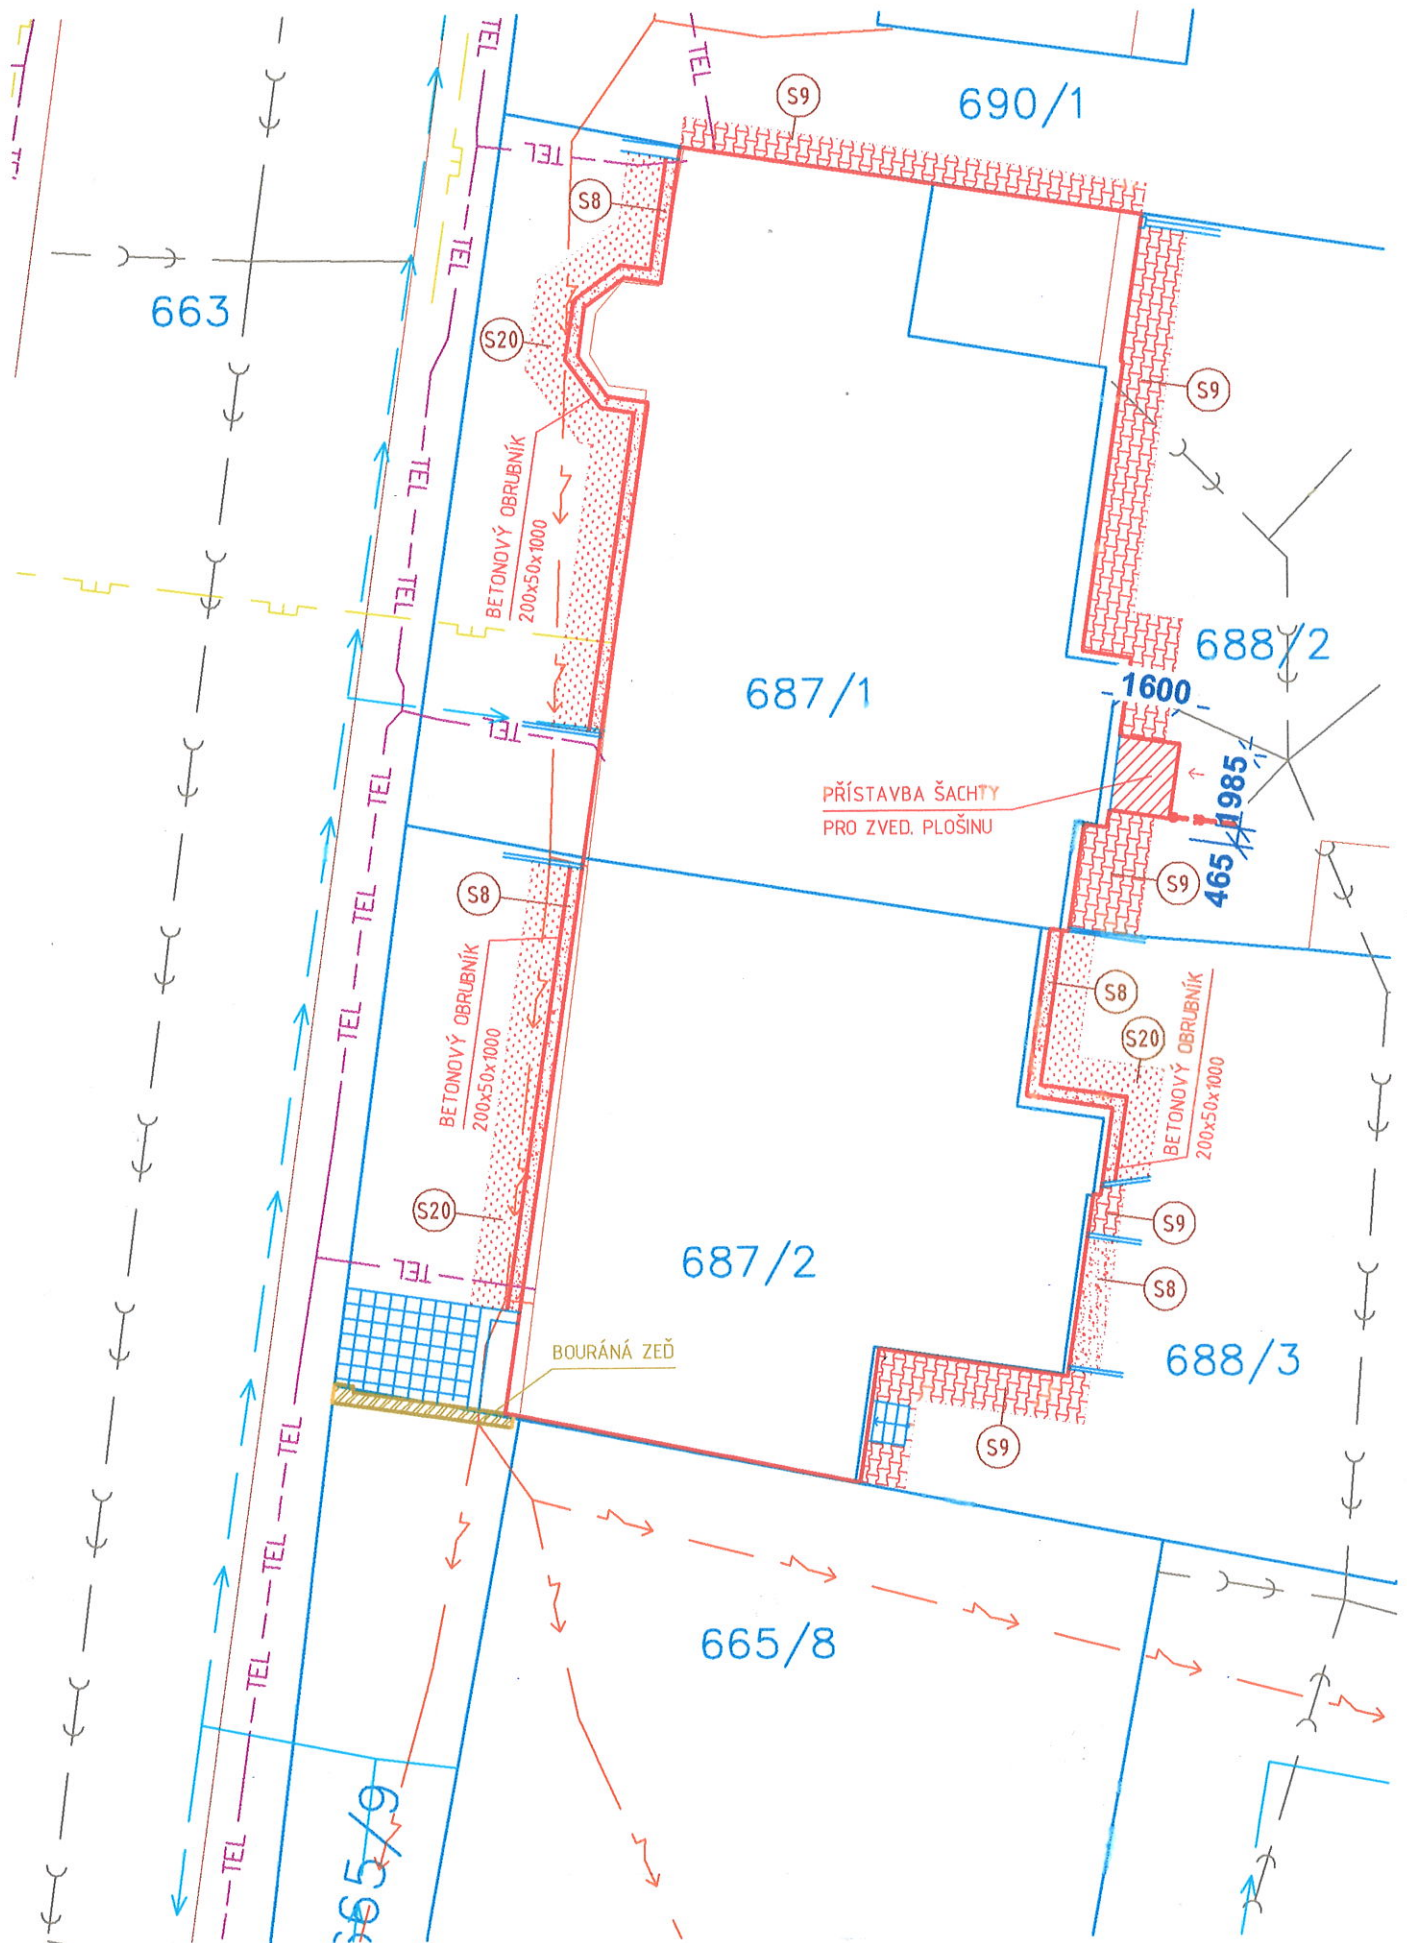 TEL
TEL
S9
690/1
TEL
S8
TEL
663
S20
S9
TEL
BETONOVÝ OBRUBNÍK
200x50x1000
TEL
688/2
687/1
1600
TEL
TEL
PŘÍSTAVBA ŠACHTY
PRO ZVED. PLOŠINU
1985
465
S9
S8
TEL
BETONOVÝ OBRUBNÍK
200x50x1000
S8
S20
BETONOVÝ OBRUBNÍK
200x50x1000
TEL
S20
S9
687/2
TEL
S8
BOURÁNÁ ZEĎ
688/3
TEL
S9
TEL
665/8
TEL
665/9
TEL